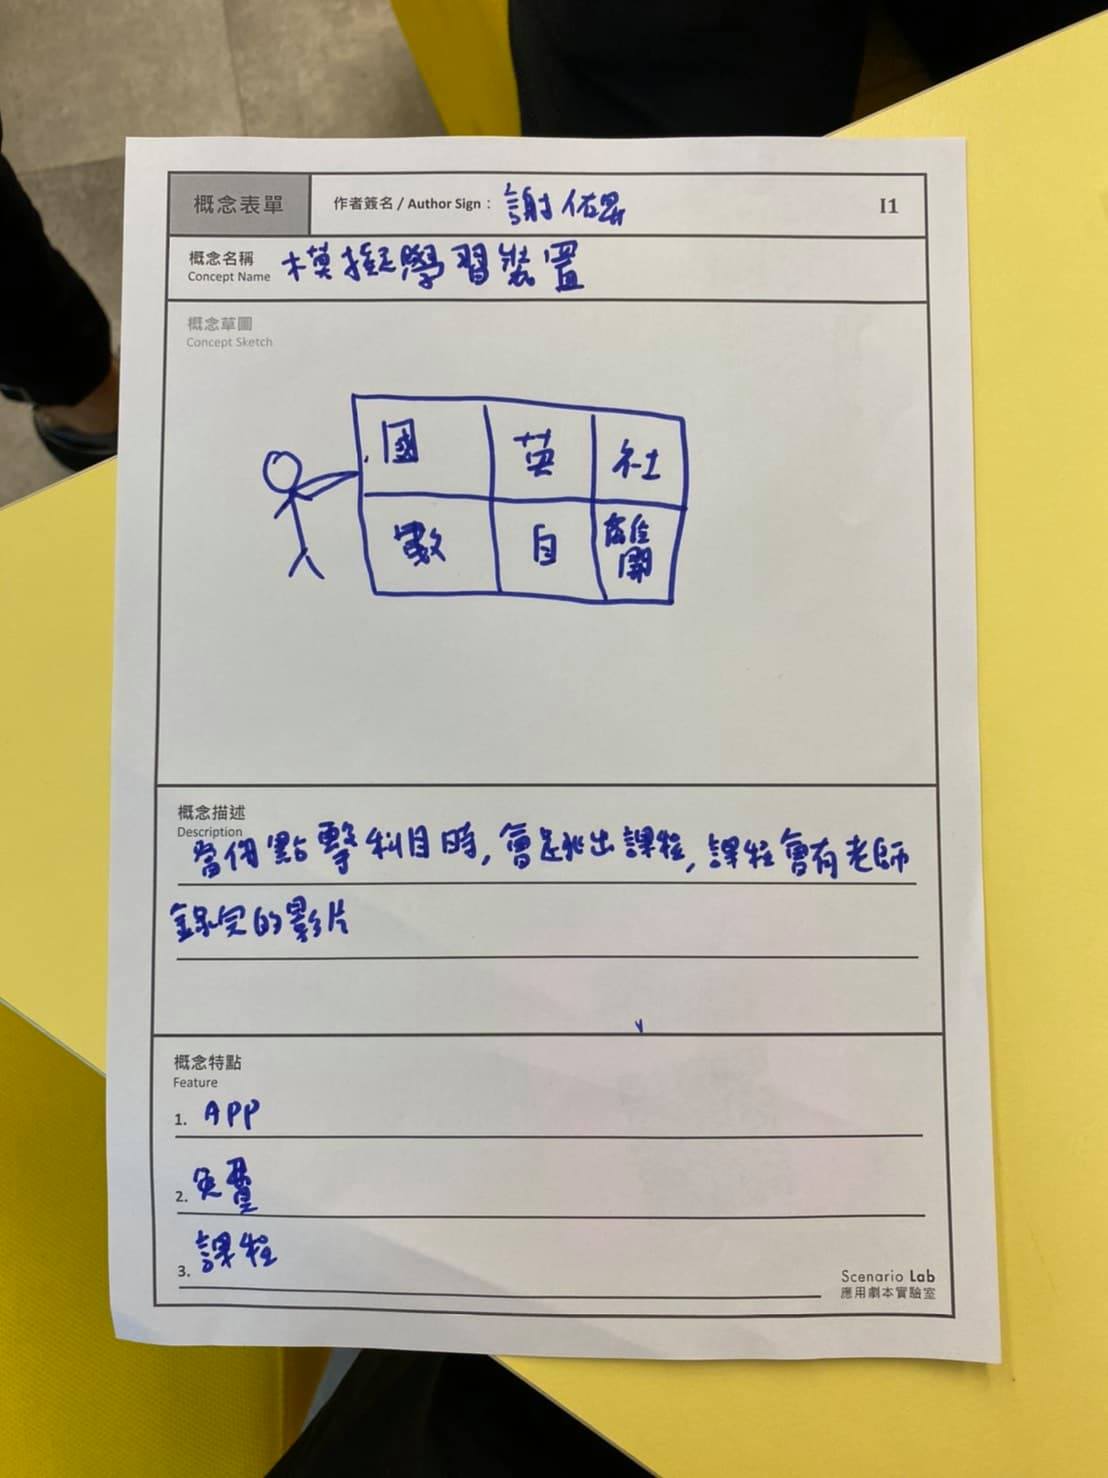 概念表單
作者簽名 / Author Sign : 謝佑
I1
概念名稱
Concept Name
模擬學習裝置
概念草圖
Concept Sketch
國 英 社
數 自 離開
概念描述
Description
當你點擊科目時,會跳出課程,課程會有老師
錄完的影片
概念特點
Feature
1. APP
2. 免費
3. 課程
Scenario Lab
應用劇本實驗室